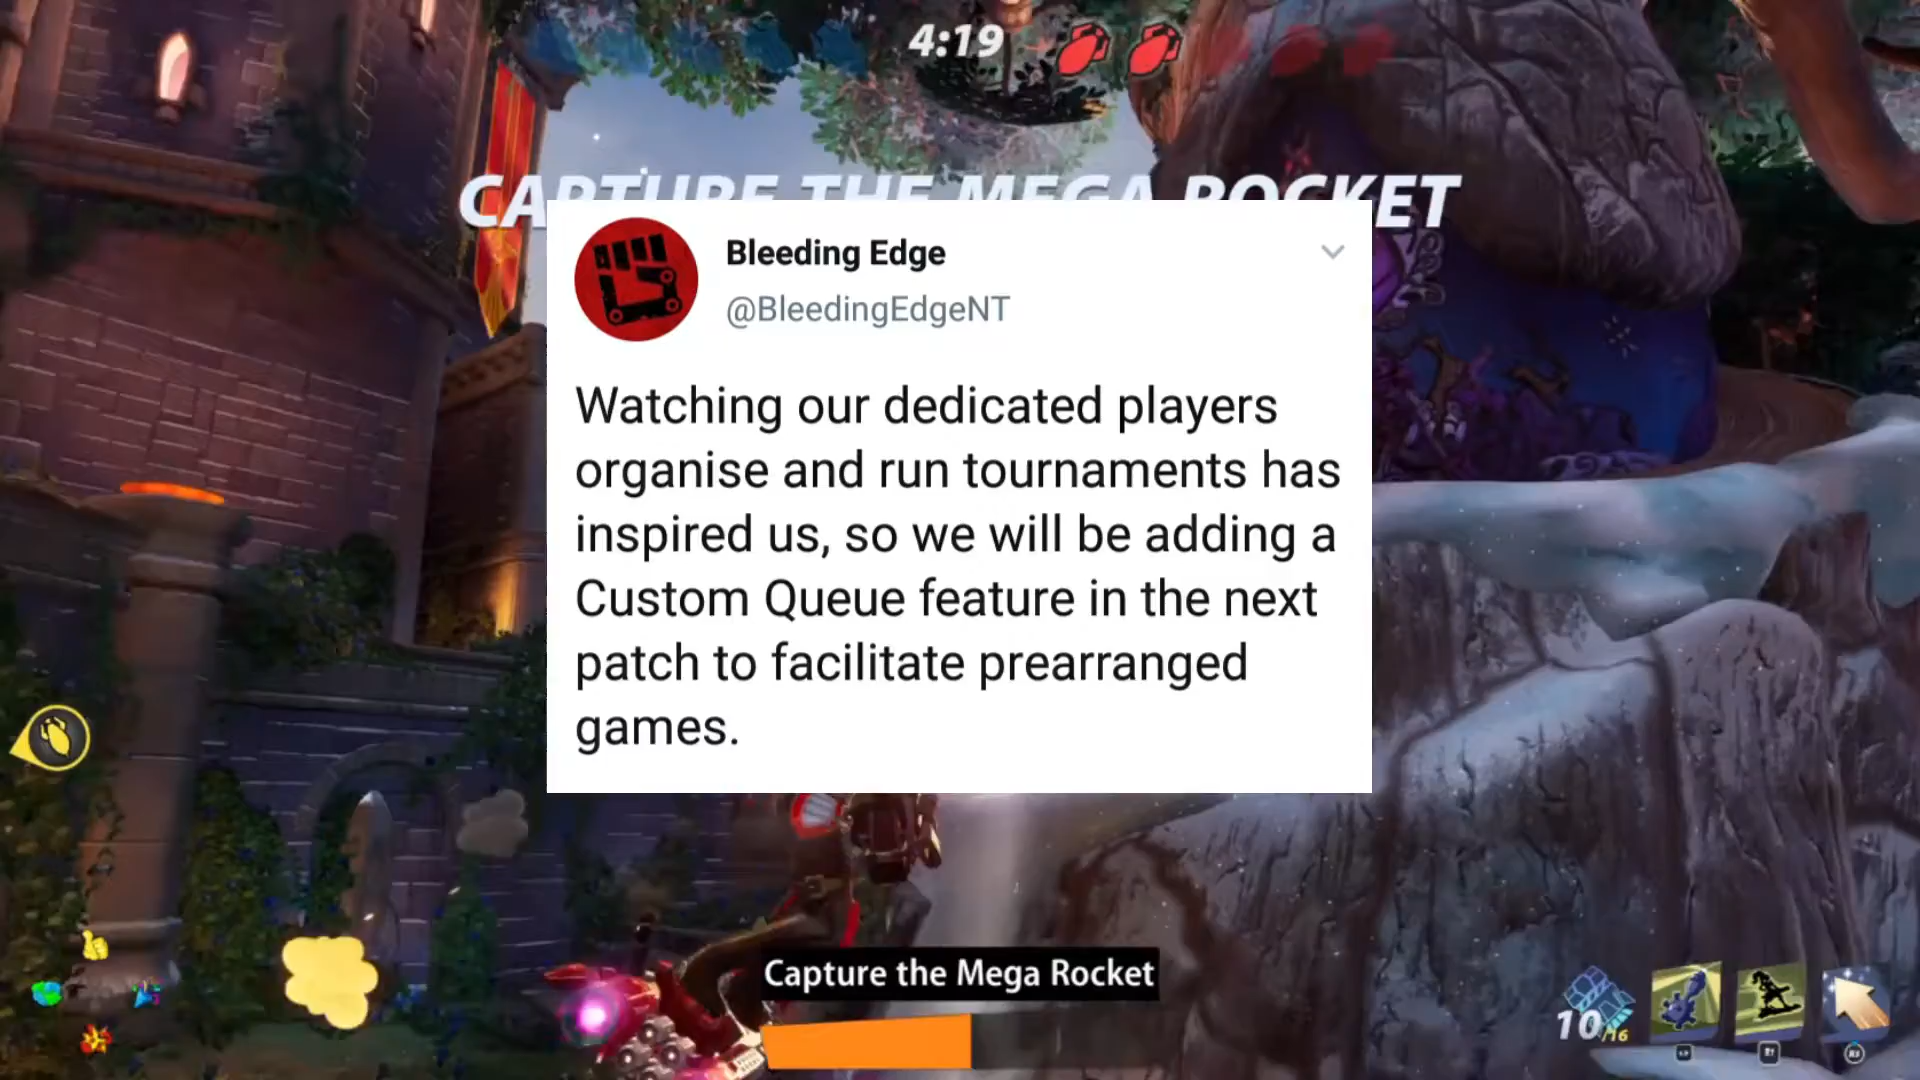 4:19
CAPTURE THE MEGA ROCKET
Bleeding Edge
@BleedingEdgeNT
Watching our dedicated players
organise and run tournaments has
inspired us, so we will be adding a
Custom Queue feature in the next
patch to facilitate prearranged
games.
Capture the Mega Rocket
10/16